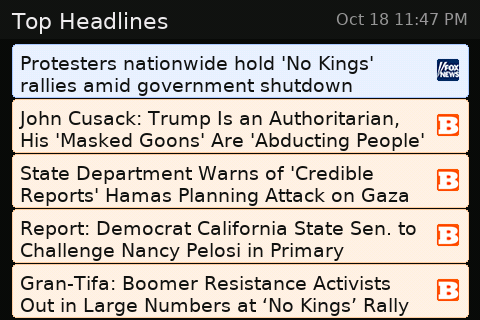 Top Headlines
Oct 18 11:47 PM
Protesters nationwide hold 'No Kings'
rallies amid government shutdown
FOX
NEWS
John Cusack: Trump Is an Authoritarian,
His 'Masked Goons' Are 'Abducting People'
B
State Department Warns of 'Credible
Reports' Hamas Planning Attack on Gaza
B
Report: Democrat California State Sen. to
Challenge Nancy Pelosi in Primary
B
Gran-Tifa: Boomer Resistance Activists
Out in Large Numbers at ‘No Kings’ Rally
B